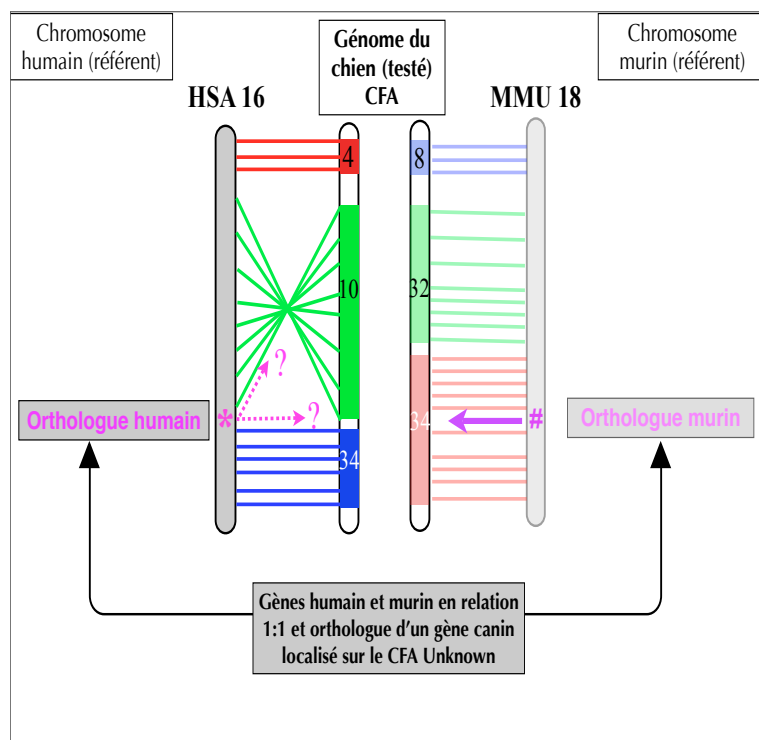 Chromosome
humain (référent)
Génome du
chien (testé)
CFA
Chromosome
murin (référent)
HSA 16
MMU 18
4
8
10
32
?
?
34
34
*
#
Orthologue humain
Orthologue murin
Gènes humain et murin en relation
1:1 et orthologue d'un gène canin
localisé sur le CFA Unknown